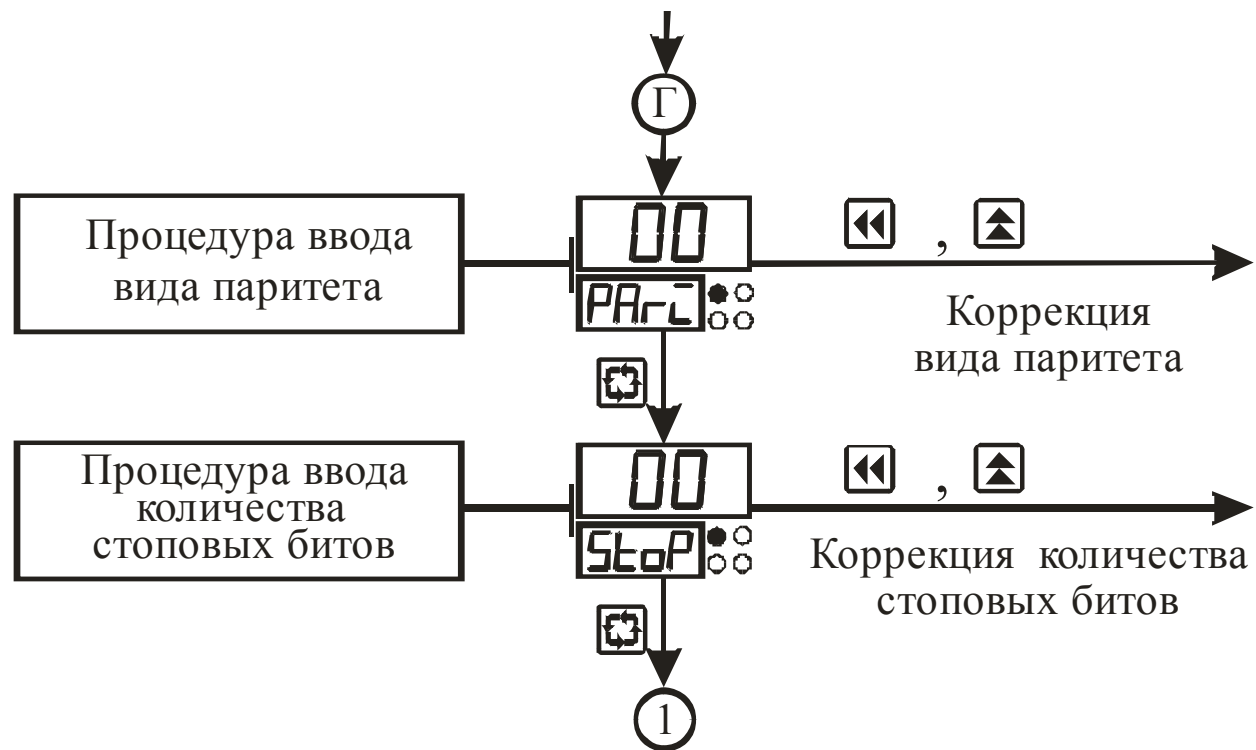 Г
Процедура ввода
вида паритета
00
PAri
,
Коррекция
вида паритета
Процедура ввода
количества
стоповых битов
00
StoP
,
Коррекция количества
стоповых битов
1